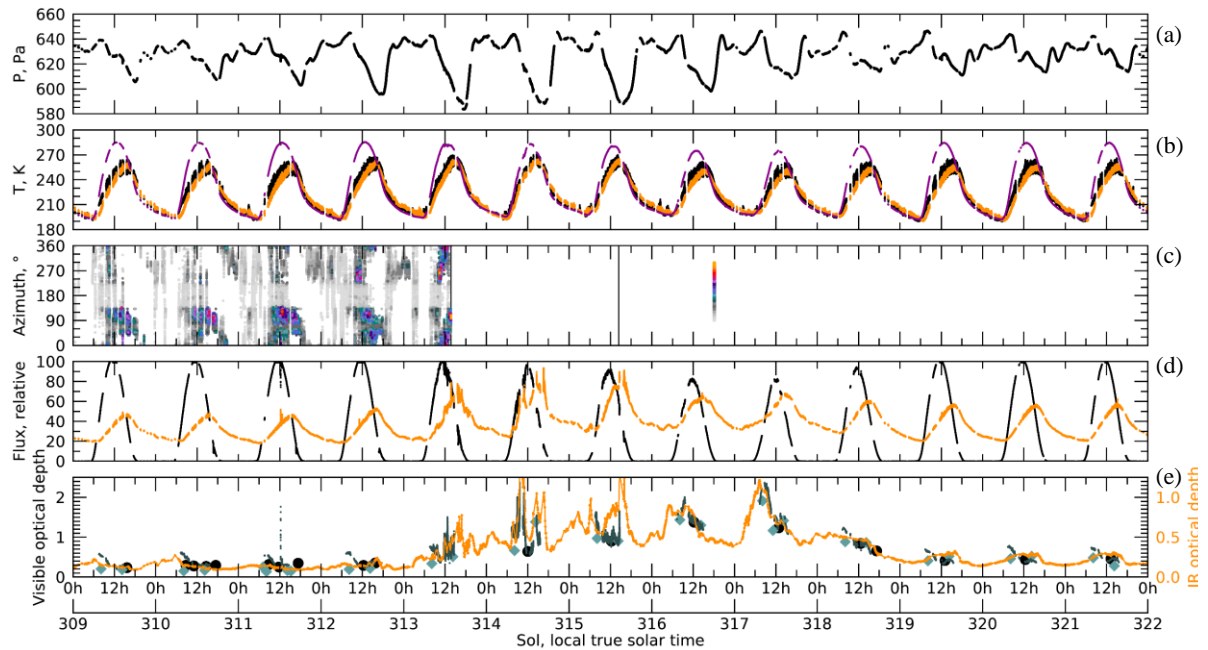 660
640
620
600
580
P, Pa
(a)
300
270
240
210
180
T, K
(b)
360
270
180
90
0
Azimuth, °
(c)
100
80
60
40
20
0
Flux, relative
(d)
2
1
0
Visible optical depth
(e)
1.0
0.5
0.0
IR optical depth
0h 12h 0h 12h 0h 12h 0h 12h 0h 12h 0h 12h 0h 12h 0h 12h 0h 12h 0h 12h 0h 12h 0h 12h 0h 12h 0h
309 310 311 312 313 314 315 316 317 318 319 320 321 322
Sol, local true solar time